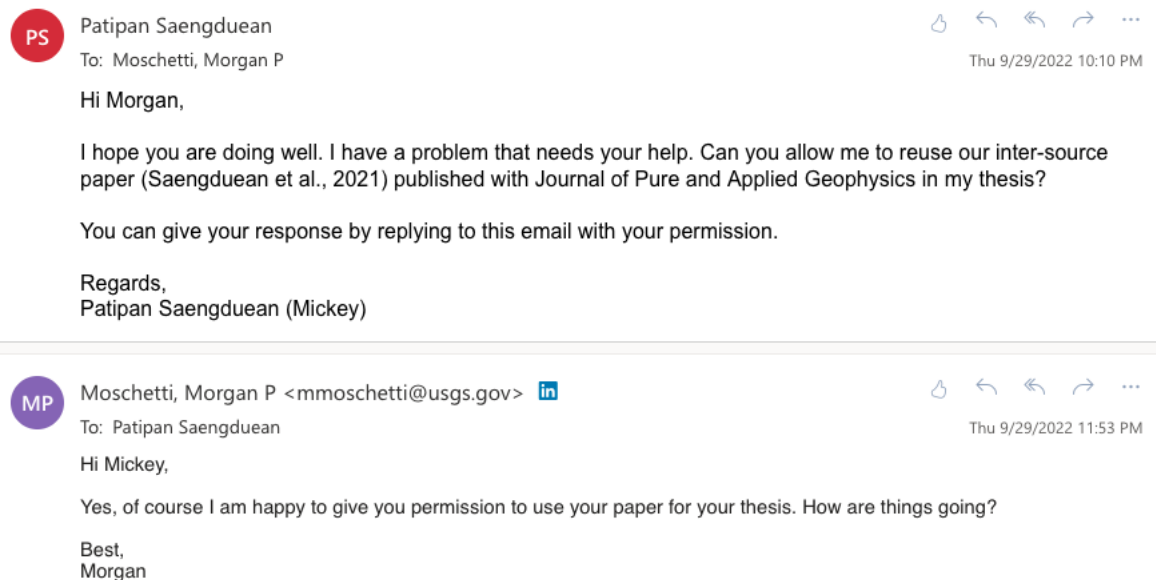 PS
Patipan Saengduean
To: Moschetti, Morgan P
Thu 9/29/2022 10:10 PM
Hi Morgan,
I hope you are doing well. I have a problem that needs your help. Can you allow me to reuse our inter-source
paper (Saengduean et al., 2021) published with Journal of Pure and Applied Geophysics in my thesis?
You can give your response by replying to this email with your permission.
Regards,
Patipan Saengduean (Mickey)
MP
Moschetti, Morgan P <mmoschetti@usgs.gov> in
To: Patipan Saengduean
Thu 9/29/2022 11:53 PM
Hi Mickey,
Yes, of course I am happy to give you permission to use your paper for your thesis. How are things going?
Best,
Morgan